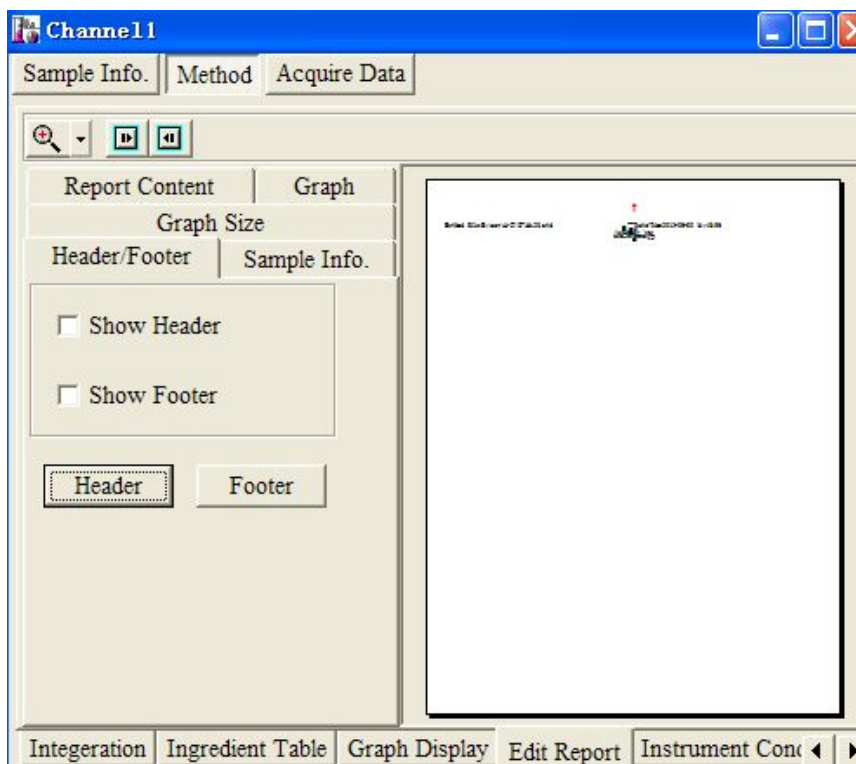 Channel1
Sample Info. Method Acquire Data
Report Content Graph
Graph Size
Header/Footer Sample Info.
Show Header
Show Footer
Header Footer
Integeration Ingredient Table Graph Display Edit Report Instrument Cond